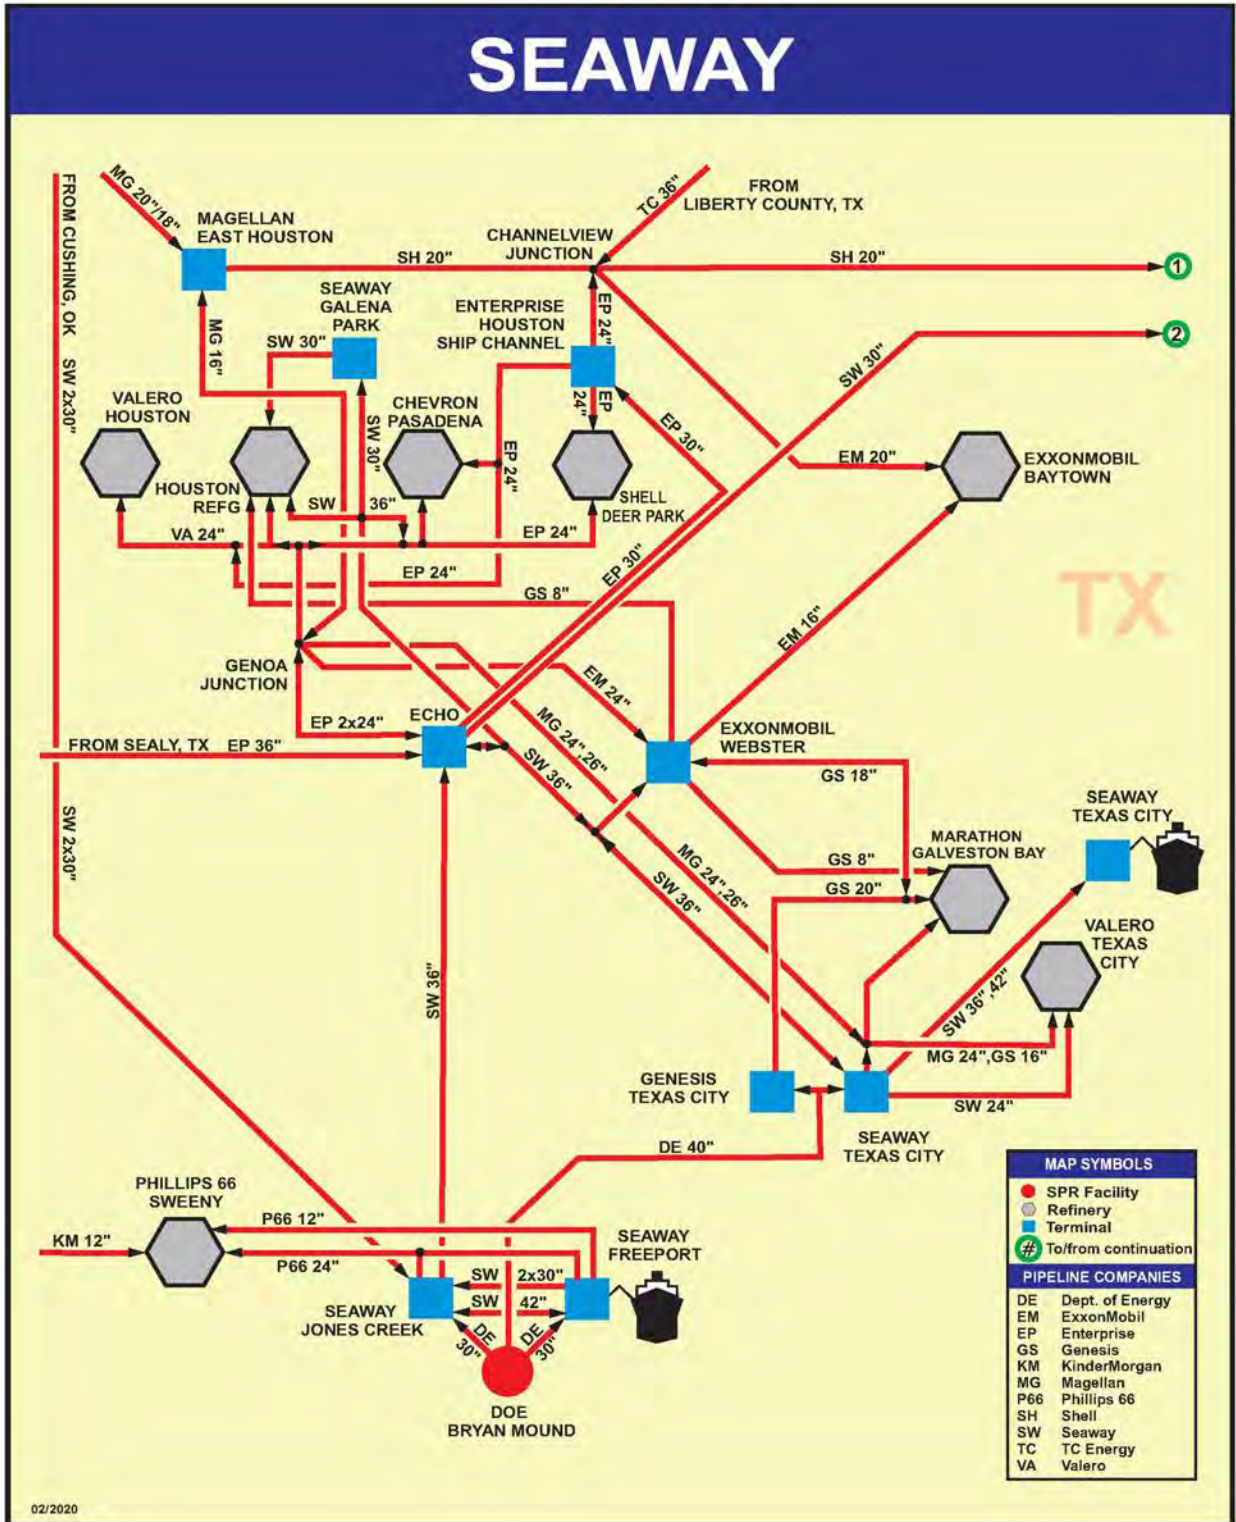 SEAWAY
FROM CUSHING, OK SW 2x30"
MG 20"/18"
MAGELLAN
EAST HOUSTON
TC 36"
FROM
LIBERTY COUNTY, TX
CHANNELVIEW
JUNCTION
SH 20"
SH 20"
1
SEAWAY
GALENA
PARK
ENTERPRISE
HOUSTON
SHIP CHANNEL
EP 24"
MG 16"
SW 30"
SW 30"
2
VALERO
HOUSTON
CHEVRON
PASADENA
EP
24"
SW 30"
EP 24"
EP 30"
EM 20"
EXXONMOBIL
BAYTOWN
HOUSTON
REFG
SW 36"
SHELL
DEER PARK
VA 24"
EP 24"
EP 24"
EP 30"
GS 8"
TX
EM 16"
GENOA
JUNCTION
EM 24"
ECHO
EP 2x24"
MG 24",26"
EXXONMOBIL
WEBSTER
FROM SEALY, TX EP 36"
SW 36"
GS 18"
SW 2x30"
SEAWAY
TEXAS CITY
MARATHON
GALVESTON BAY
GS 8"
GS 20"
MG 24",26"
SW 36"
VALERO
TEXAS
CITY
SW 36"
SW 36",42"
MG 24",GS 16"
GENESIS
TEXAS CITY
SW 24"
SEAWAY
TEXAS CITY
DE 40"
PHILLIPS 66
SWEENY
P66 12"
KM 12"
P66 24"
SEAWAY
FREEPORT
SW 2x30"
SW 42"
SEAWAY
JONES CREEK
DE
30"
DE
30"
DOE
BRYAN MOUND
MAP SYMBOLS
SPR Facility
Refinery
Terminal
# To/from continuation
PIPELINE COMPANIES
DE Dept. of Energy
EM ExxonMobil
EP Enterprise
GS Genesis
KM KinderMorgan
MG Magellan
P66 Phillips 66
SH Shell
SW Seaway
TC TC Energy
VA Valero
02/2020